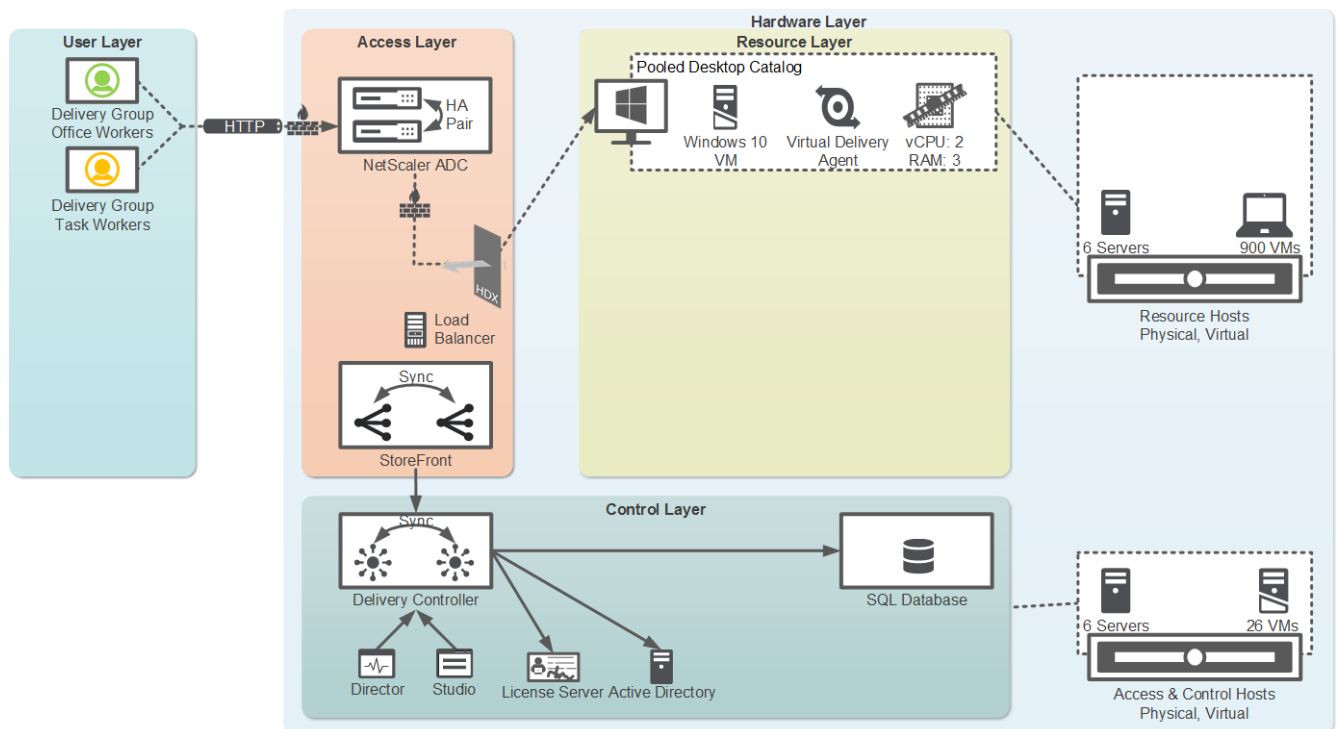 Hardware Layer
User Layer
Access Layer
Resource Layer
Delivery Group
Office Workers
Delivery Group
Task Workers
HTTP
HA
Pair
NetScaler ADC
HDX
Load
Balancer
Sync
StoreFront
Pooled Desktop Catalog
Windows 10
VM
Virtual Delivery
Agent
vCPU: 2
RAM: 3
6 Servers
900 VMs
Resource Hosts
Physical, Virtual
Control Layer
Sync
Delivery Controller
SQL Database
Director
Studio
License Server
Active Directory
6 Servers
26 VMs
Access & Control Hosts
Physical, Virtual